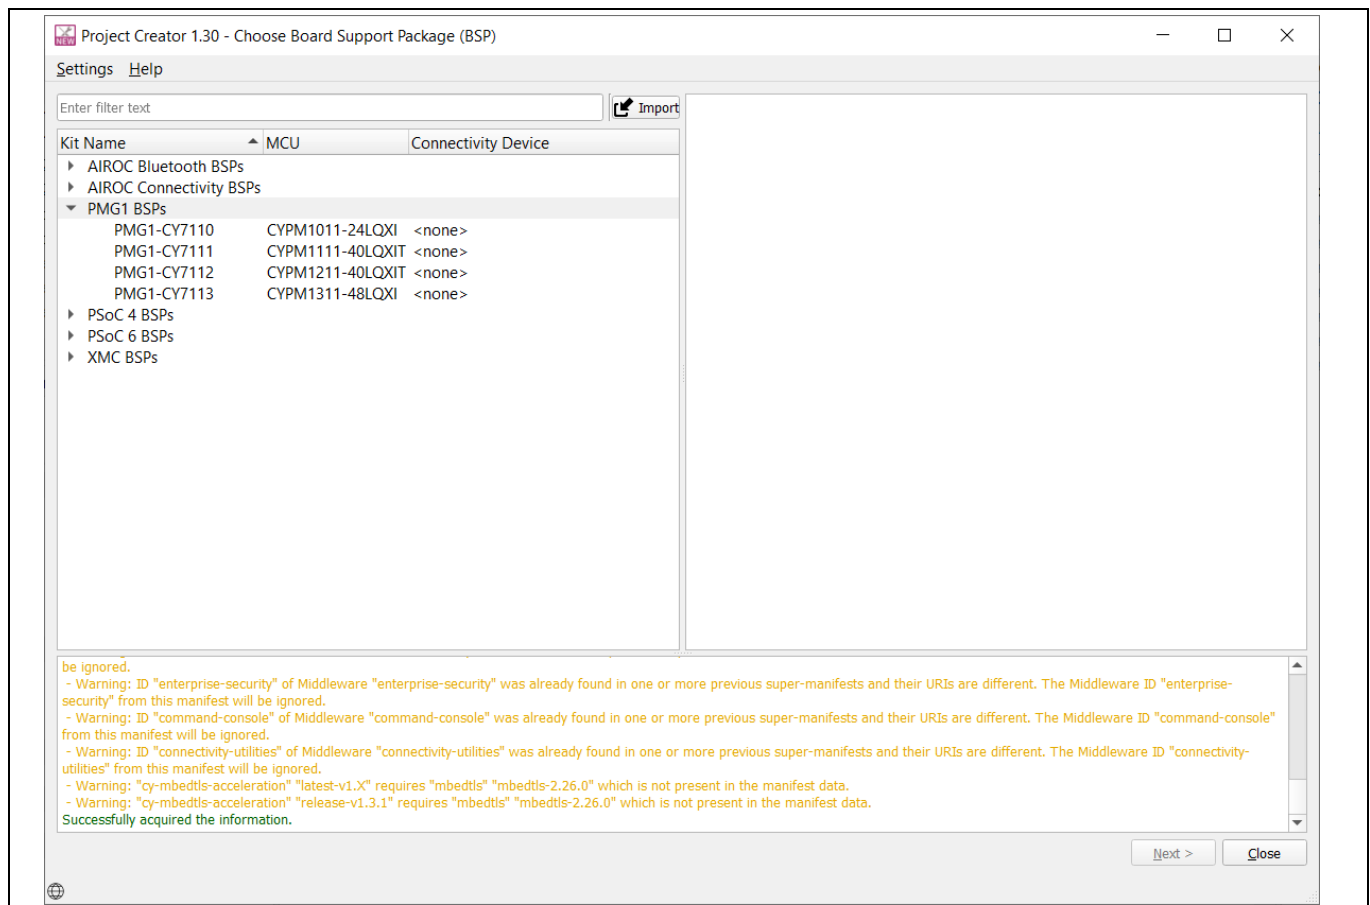 Project Creator 1.30 - Choose Board Support Package (BSP)
Settings Help
Enter filter text
Import
Kit Name MCU Connectivity Device
AIROC Bluetooth BSPs
AIROC Connectivity BSPs
PMG1 BSPs
PMG1-CY7110 CYPM1011-24LQXI <none>
PMG1-CY7111 CYPM1111-40LQXIT <none>
PMG1-CY7112 CYPM1211-40LQXIT <none>
PMG1-CY7113 CYPM1311-48LQXI <none>
PSoC 4 BSPs
PSoC 6 BSPs
XMC BSPs
be ignored.
- Warning: ID "enterprise-security" of Middleware "enterprise-security" was already found in one or more previous super-manifests and their URIs are different. The Middleware ID "enterprise-
security" from this manifest will be ignored.
- Warning: ID "command-console" of Middleware "command-console" was already found in one or more previous super-manifests and their URIs are different. The Middleware ID "command-console"
from this manifest will be ignored.
- Warning: ID "connectivity-utilities" of Middleware "connectivity-utilities" was already found in one or more previous super-manifests and their URIs are different. The Middleware ID "connectivity-
utilities" from this manifest will be ignored.
- Warning: "cy-mbedtls-acceleration" "latest-v1.X" requires "mbedtls" "mbedtls-2.26.0" which is not present in the manifest data.
- Warning: "cy-mbedtls-acceleration" "release-v1.3.1" requires "mbedtls" "mbedtls-2.26.0" which is not present in the manifest data.
Successfully acquired the information.
Next > Close